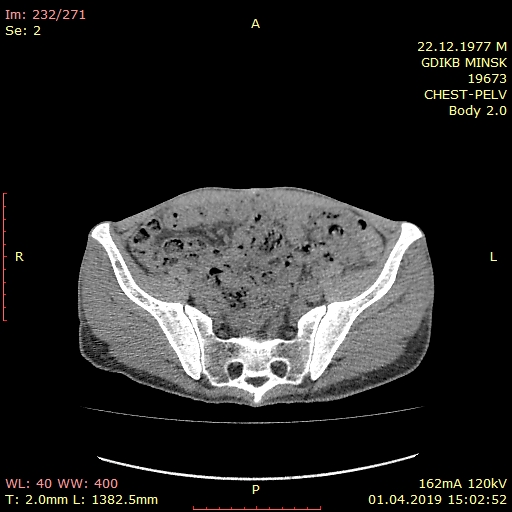 Im: 232/271
Se: 2
A
22.12.1977 M
GDIKB MINSK
19673
CHEST-PELV
Body 2.0
R
L
WL: 40 WW: 400
T: 2.0mm L: 1382.5mm
P
162mA 120kV
01.04.2019 15:02:52